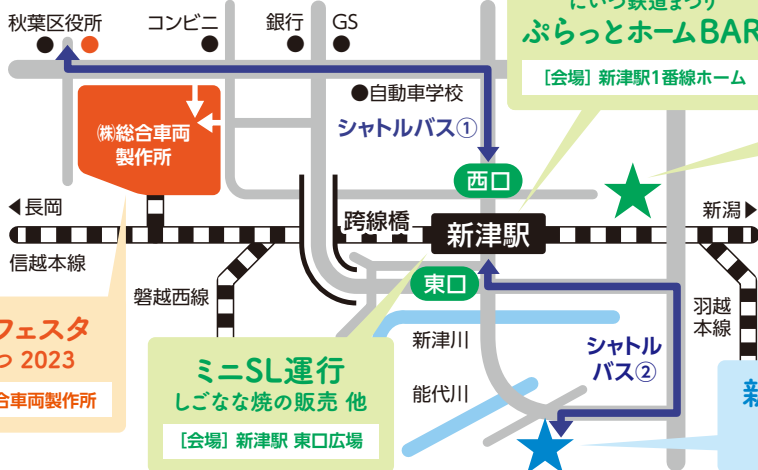 にいつ鉄道まつり
ぷらっとホームBAR
[会場] 新津駅1番線ホーム
秋葉区役所
コンビニ
銀行
GS
●自動車学校
シャトルバス①
㈱総合車両
製作所
西口
◀長岡
新潟▶
跨線橋
新津駅
信越本線
東口
磐越西線
羽越
本線
フェスタ
つ 2023
合車両製作所
新津川
能代川
シャトル
バス②
ミニSL運行
しごなな焼の販売 他
[会場] 新津駅 東口広場
新